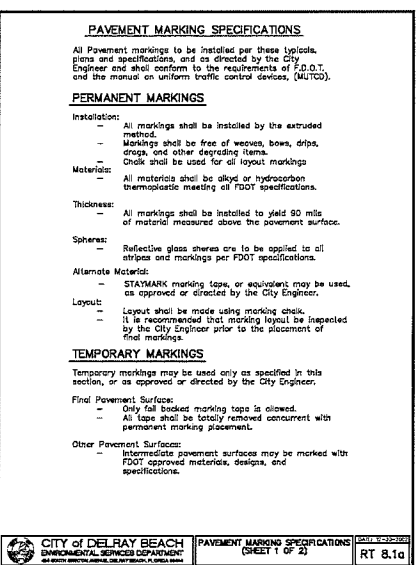 PAVEMENT MARKING SPECIFICATIONS
All Pavement markings to be installed per these typicals,
plans and specifications, and as directed by the City
Engineer and shall conform to the requirements of F.D.O.T.
and the manual on uniform traffic control devices, (MUTCD).
PERMANENT MARKINGS
Installation:
– All markings shall be installed by the extruded
method.
– Markings shall be free of weaves, bows, drips,
drags, and other degrading items.
– Chalk shall be used for all layout markings
Materials:
– All materials shall be alkyd or hydrocarbon
thermoplastic meeting all FDOT specifications.
Thickness:
– All markings shall be installed to yield 90 mils
of material measured above the pavement surface.
Spheres:
– Reflective glass sheres are to be applied to all
stripes and markings per FDOT specifications.
Alternate Material:
– STAYMARK marking tape, or equivalent may be used,
as approved or directed by the City Engineer.
Layout:
– Layout shall be made using marking chalk.
– It is recommended that marking layout be inspected
by the City Engineer prior to the placement of
final markings.
TEMPORARY MARKINGS
Temporary markings may be used only as specified in this
section, or as approved or directed by the City Engineer.
Final Pavement Surface:
– Only foil backed marking tape is allowed.
– All tape shall be totally removed concurrent with
permanent marking placement.
Other Pavement Surfaces:
– Intermediate pavement surfaces may be marked with
FDOT approved materials, designs, and
specifications.
CITY of DELRAY BEACH
ENVIRONMENTAL SERVICES DEPARTMENT
PAVEMENT MARKING SPECIFICATIONS
(SHEET 1 OF 2)
RT 8.1a